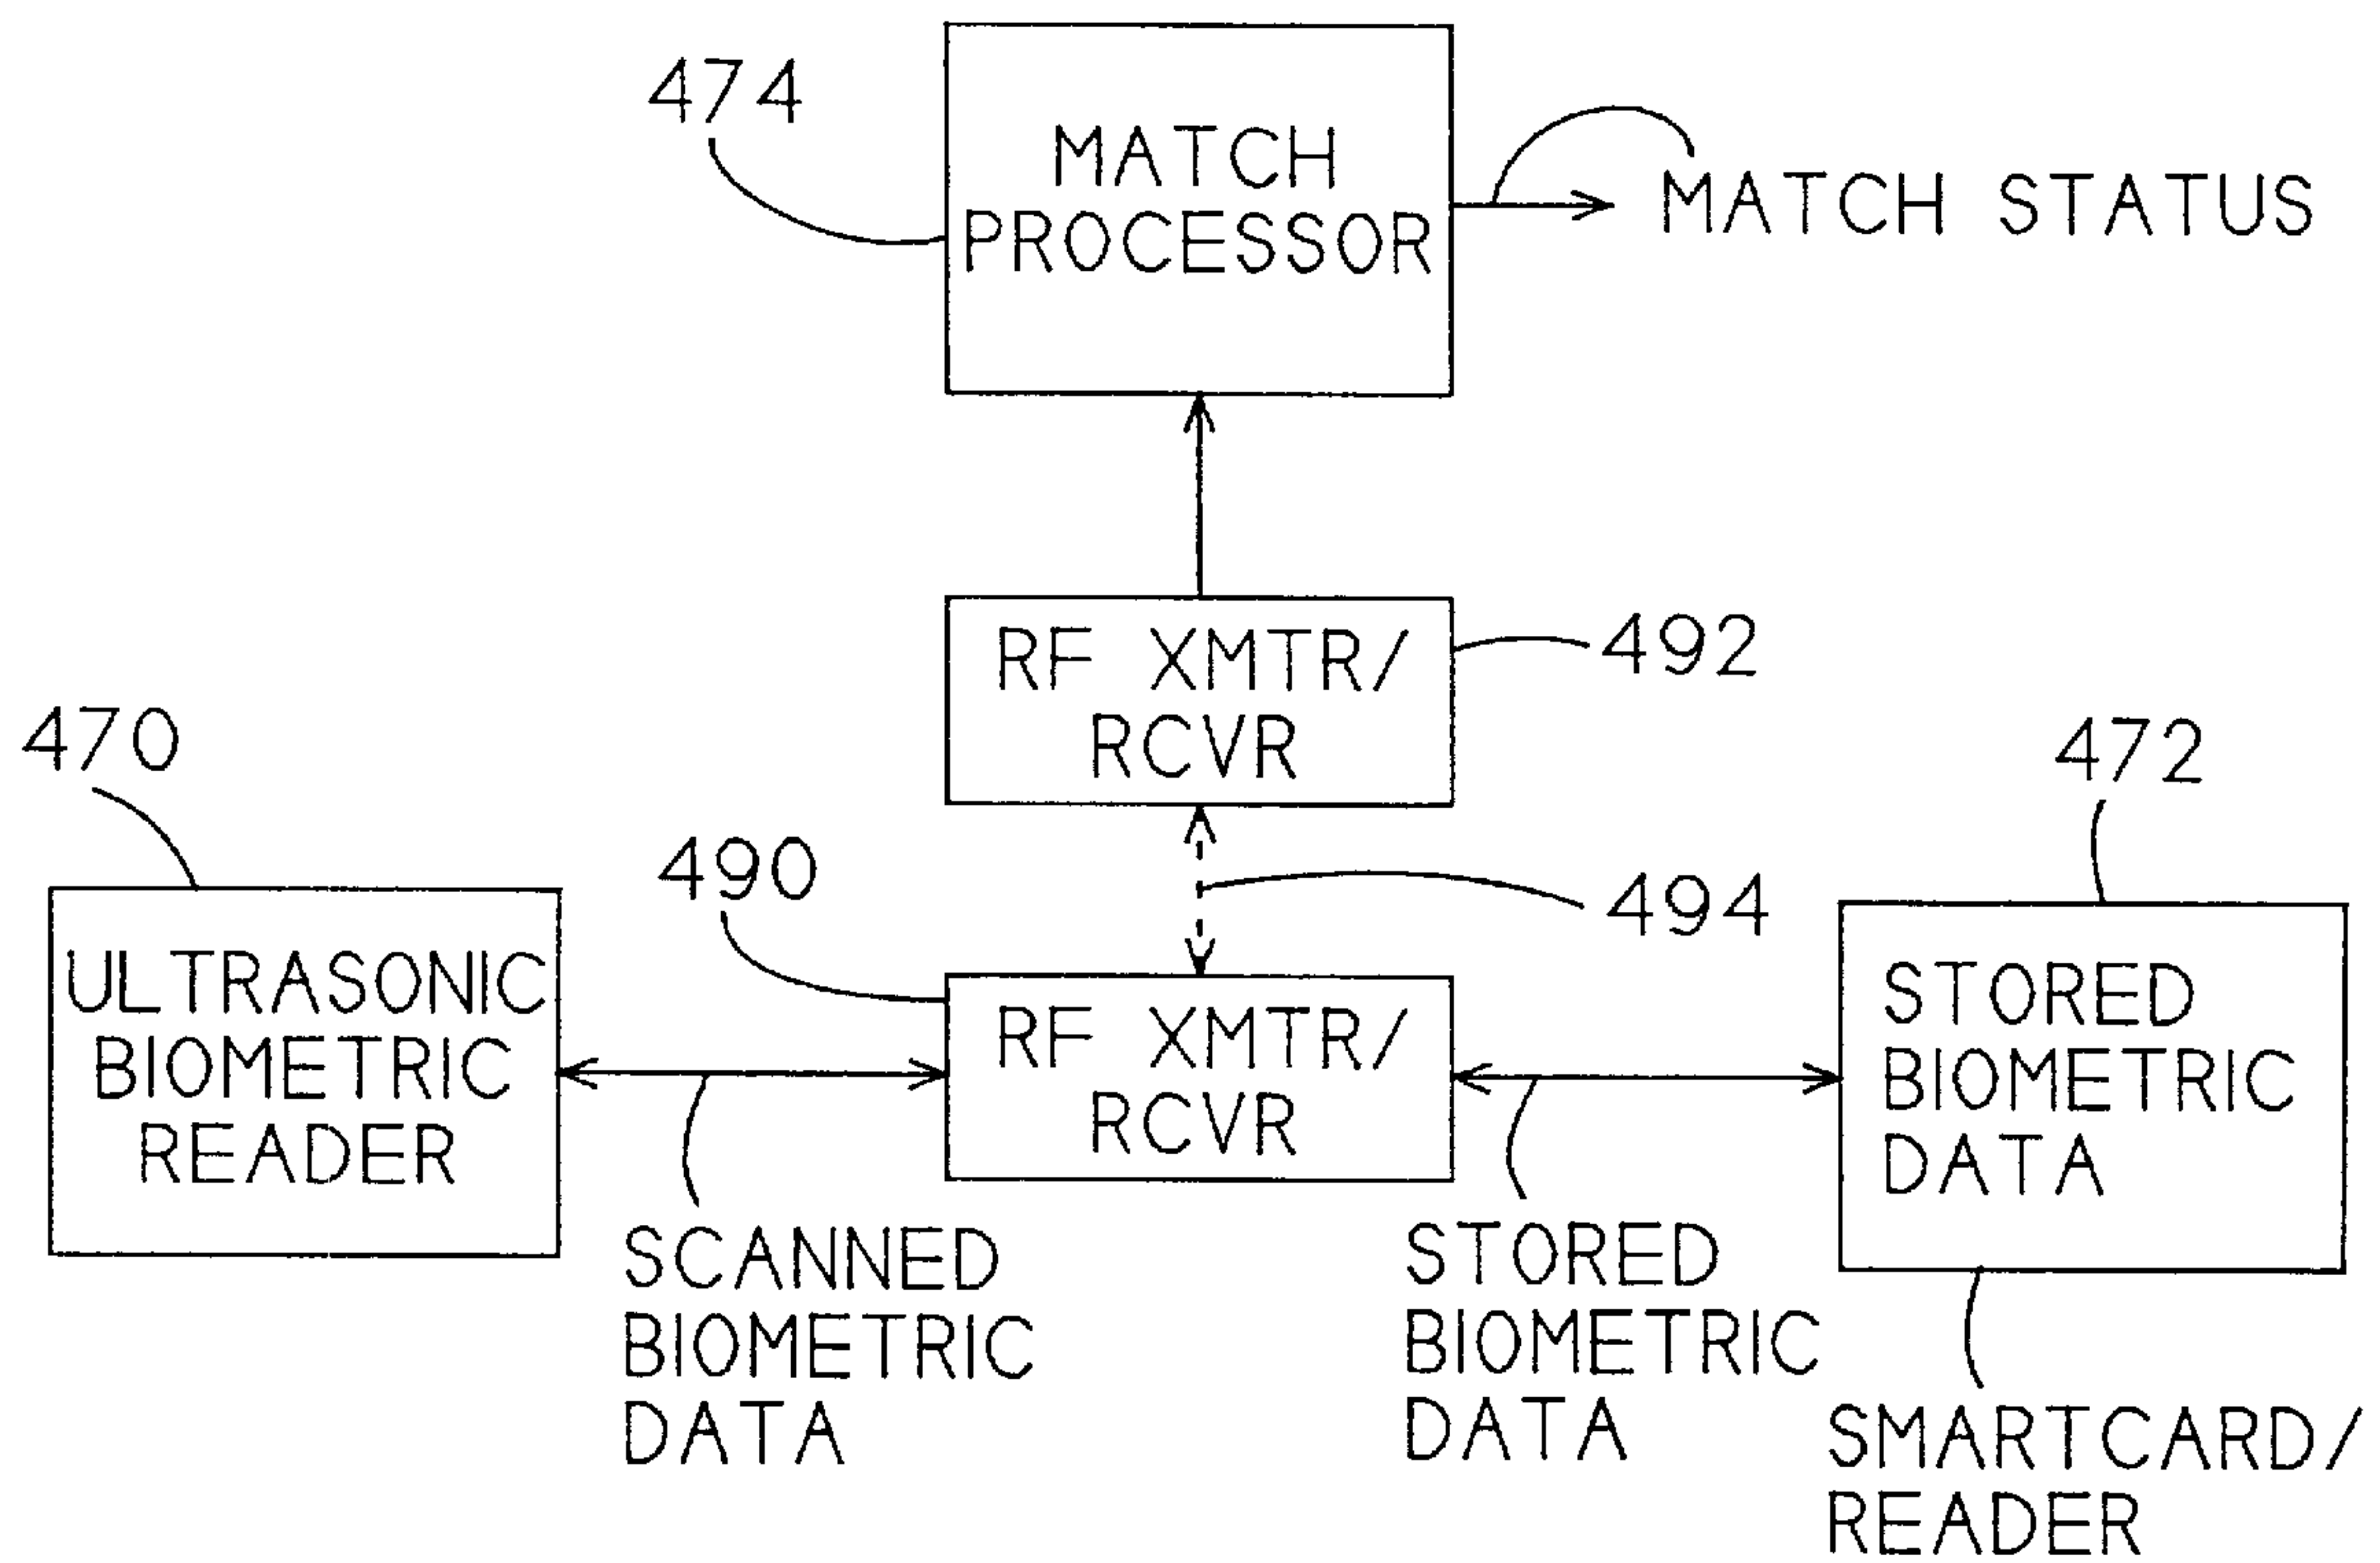 474
MATCH
PROCESSOR
MATCH STATUS
RF XMTR/
RCVR
492
470
472
490
494
ULTRASONIC
BIOMETRIC
READER
RF XMTR/
RCVR
STORED
BIOMETRIC
DATA
SCANNED
BIOMETRIC
DATA
STORED
BIOMETRIC
DATA
SMARTCARD/
READER